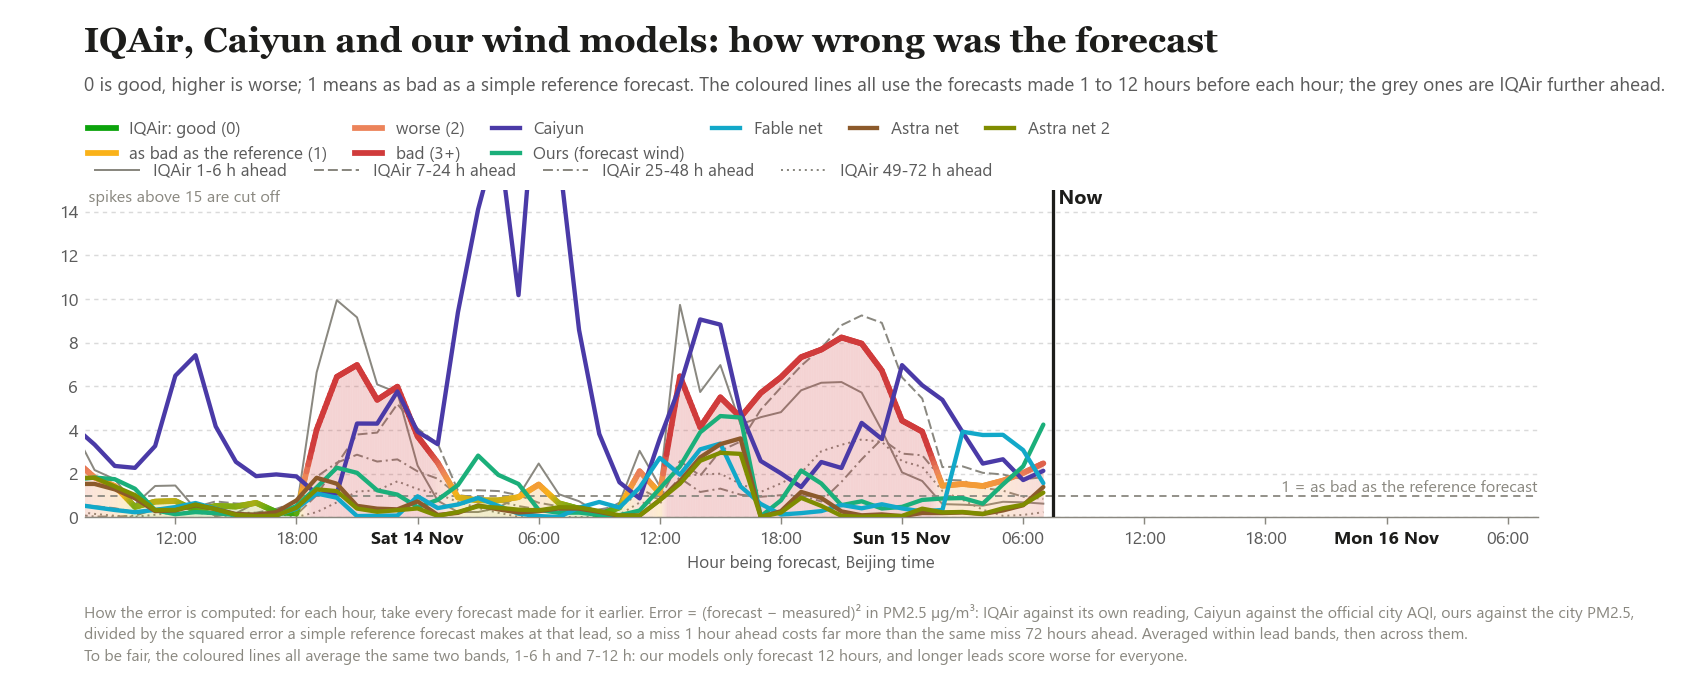 IQAir, Caiyun and our wind models: how wrong was the forecast
0 is good, higher is worse; 1 means as bad as a simple reference forecast. The coloured lines all use the forecasts made 1 to 12 hours before each hour; the grey ones are IQAir further ahead.
IQAir: good (0) worse (2) Caiyun Fable net Astra net Astra net 2
as bad as the reference (1) bad (3+) Ours (forecast wind)
IQAir 1-6 h ahead IQAir 7-24 h ahead IQAir 25-48 h ahead IQAir 49-72 h ahead
spikes above 15 are cut off
Now
14
12
10
8
6
4
2
1 = as bad as the reference forecast
0
12:00 18:00 Sat 14 Nov 06:00 12:00 18:00 Sun 15 Nov 06:00 12:00 18:00 Mon 16 Nov 06:00
Hour being forecast, Beijing time
How the error is computed: for each hour, take every forecast made for it earlier. Error = (forecast − measured)² in PM2.5 µg/m³: IQAir against its own reading, Caiyun against the official city AQI, ours against the city PM2.5,
divided by the squared error a simple reference forecast makes at that lead, so a miss 1 hour ahead costs far more than the same miss 72 hours ahead. Averaged within lead bands, then across them.
To be fair, the coloured lines all average the same two bands, 1-6 h and 7-12 h: our models only forecast 12 hours, and longer leads score worse for everyone.